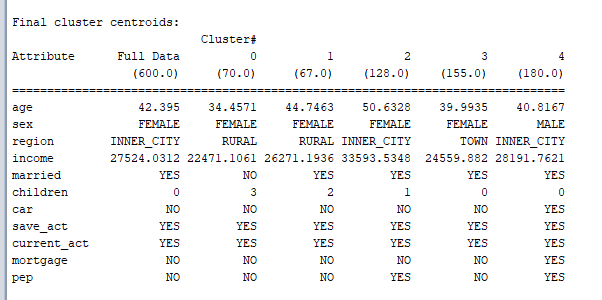 Final cluster centroids:
Cluster#
Attribute Full Data 0 1 2 3 4
(600.0) (70.0) (67.0) (128.0) (155.0) (180.0)
==================================================================================
age 42.395 34.4571 44.7463 50.6328 39.9935 40.8167
sex FEMALE FEMALE FEMALE FEMALE FEMALE MALE
region INNER_CITY RURAL RURAL INNER_CITY TOWN INNER_CITY
income 27524.0312 22471.1061 26271.1936 33593.5348 24559.882 28191.7621
married YES NO YES YES YES YES
children 0 3 2 1 0 0
car NO NO NO NO NO YES
save_act YES YES YES YES YES YES
current_act YES YES YES YES YES YES
mortgage NO NO NO NO NO YES
pep NO NO NO YES NO YES